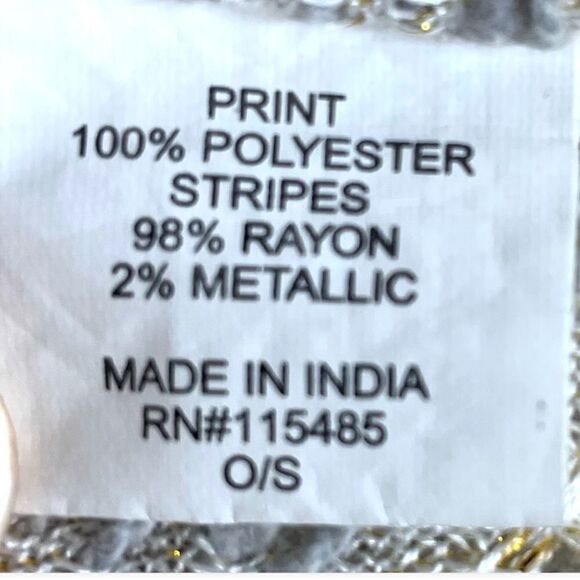 PRINT
100% POLYESTER
STRIPES
98% RAYON
2% METALLIC
MADE IN INDIA
RN#115485
O/S